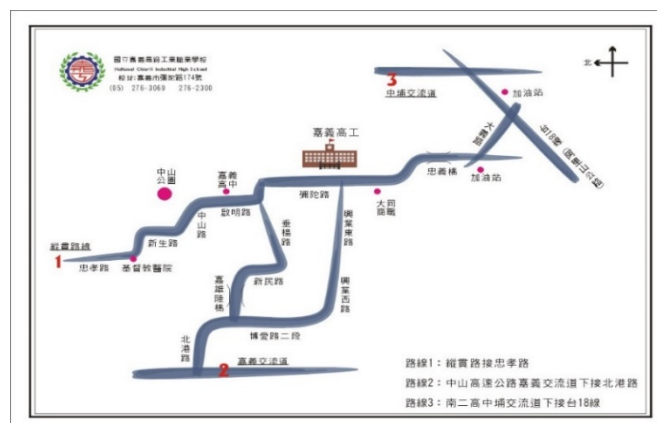 國立嘉義高級工業職業學校
National Chia-Yi Industrial High School
校址:嘉義市彌陀路174號
(05) 276-3060 276-2300
北
3
中埔交流道
加油站
大義路
嘉義高工
忠義橋
加油站
中山
公園
嘉義
高中
彌陀路
大同
商職
啟明路
中山路
新生路
垂楊路
興業東路
縱貫路線
1
忠孝路
基督教醫院
新民路
嘉雄陸橋
興業西路
博愛路二段
北港路
嘉義交流道
2
路線1:縱貫路接忠孝路
路線2:中山高速公路嘉義交流道下接北港路
路線3:南二高中埔交流道下接台18線